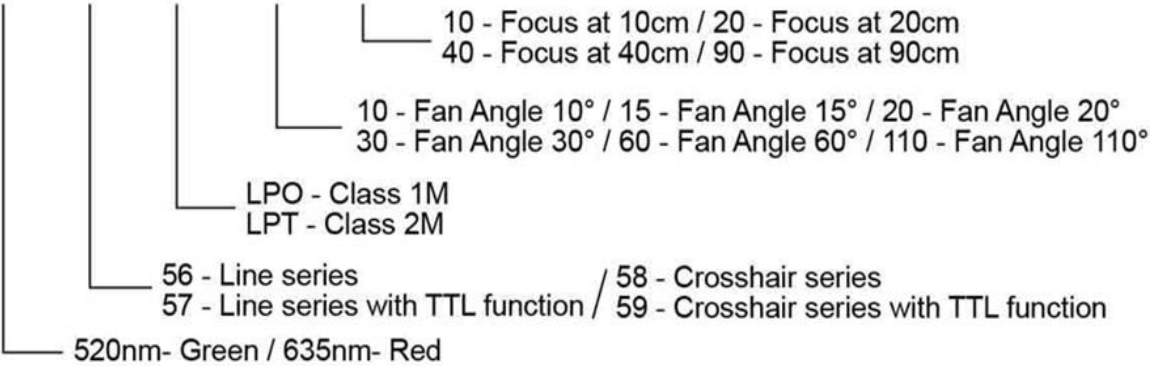 10 - Focus at 10cm / 20 - Focus at 20cm
40 - Focus at 40cm / 90 - Focus at 90cm
10 - Fan Angle 10° / 15 - Fan Angle 15° / 20 - Fan Angle 20°
30 - Fan Angle 30° / 60 - Fan Angle 60° / 110 - Fan Angle 110°
LPO - Class 1M
LPT - Class 2M
56 - Line series / 58 - Crosshair series
57 - Line series with TTL function / 59 - Crosshair series with TTL function
520nm- Green / 635nm- Red